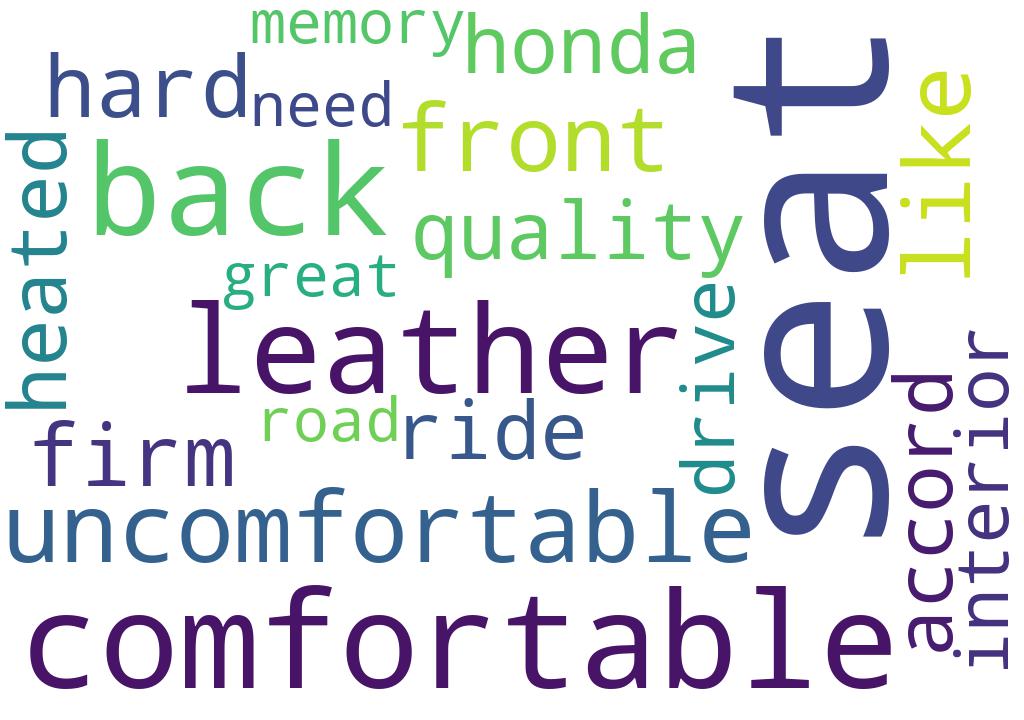 memory
honda
hard
need
front
seat
like
heated
back
quality
great
leather
drive
road
ride
accord
interior
firm
uncomfortable
comfortable